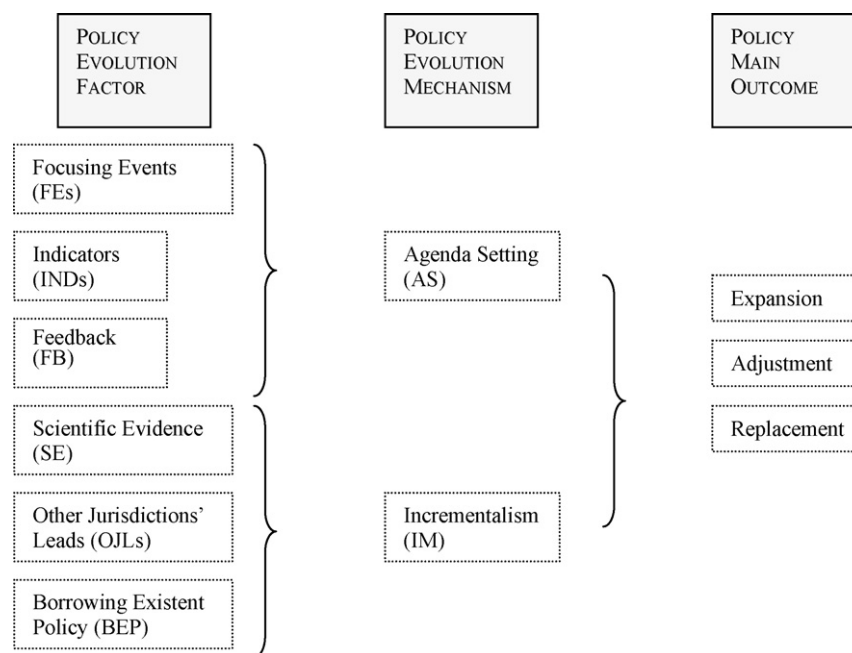 POLICY
EVOLUTION
FACTOR
POLICY
EVOLUTION
MECHANISM
POLICY
MAIN
OUTCOME
Focusing Events
(FEs)
Indicators
(INDs)
Feedback
(FB)
Scientific Evidence
(SE)
Other Jurisdictions’
Leads (OJLs)
Borrowing Existent
Policy (BEP)
Agenda Setting
(AS)
Incrementalism
(IM)
Expansion
Adjustment
Replacement